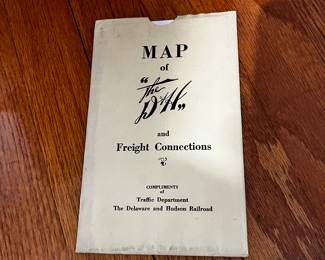 MAP
of
"The
D&H"
and
Freight Connections
COMPLIMENTS
of
Traffic Department
The Delaware and Hudson Railroad